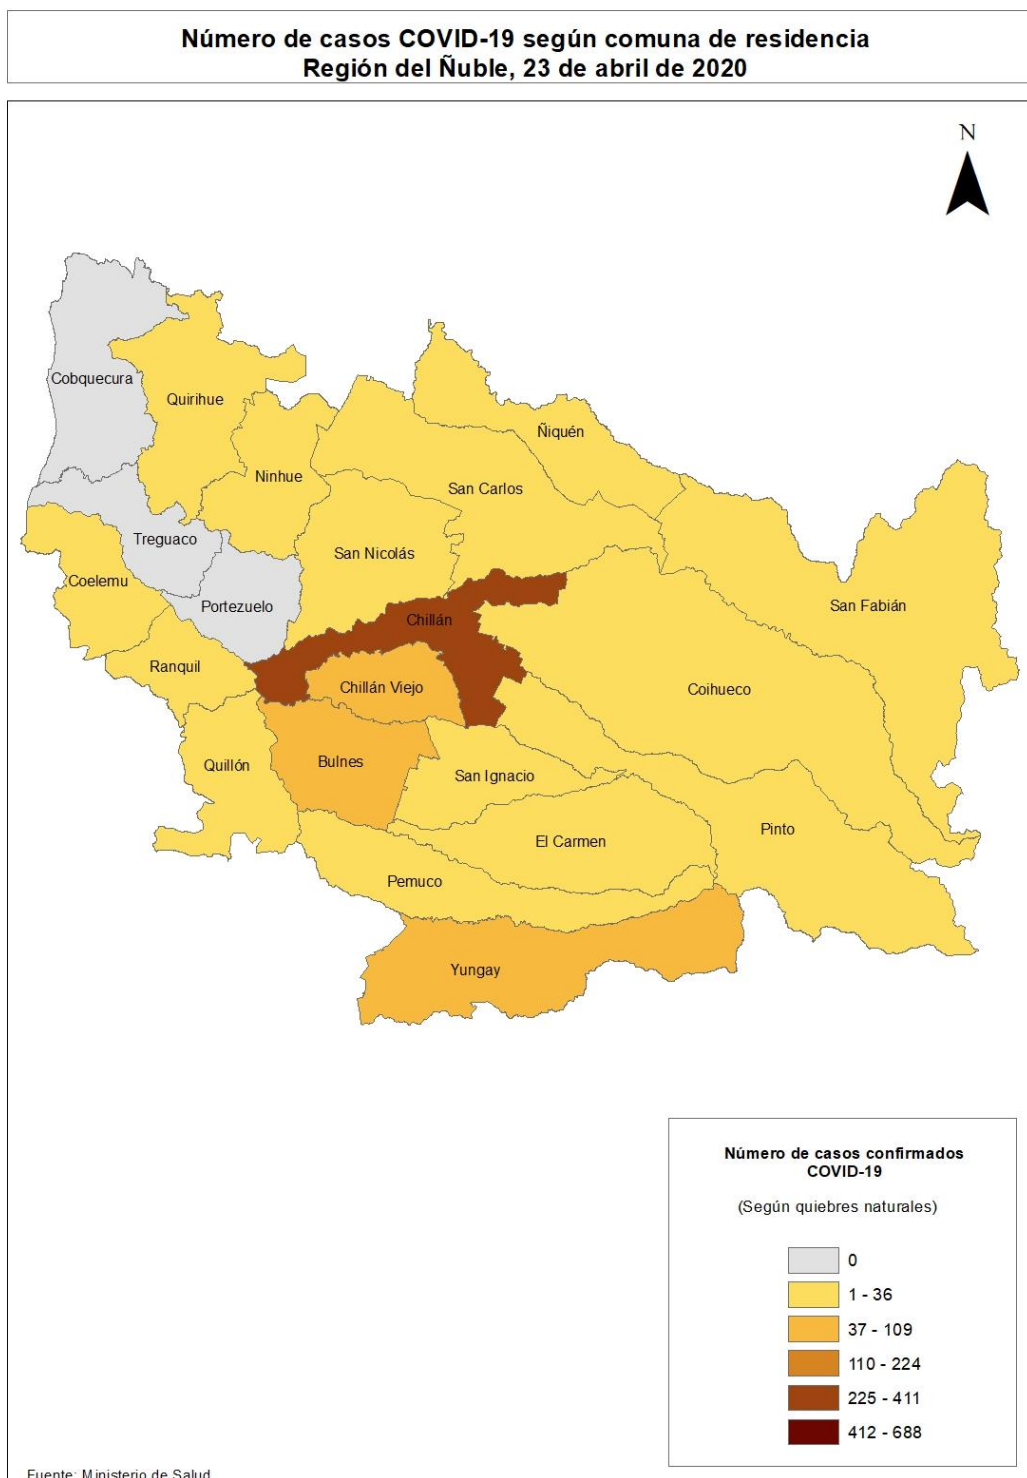 Número de casos COVID-19 según comuna de residencia
Región del Ñuble, 23 de abril de 2020
N
Cobquecura
Quirihue
Ñiquén
Ninhue
San Carlos
Treguaco
San Nicolás
Coelemu
Portezuelo
San Fabián
Chillán
Ranquil
Chillán Viejo
Coihueco
Quillón
Bulnes
San Ignacio
Pinto
El Carmen
Pemuco
Yungay
Número de casos confirmados
COVID-19
(Según quiebres naturales)
0
1 - 36
37 - 109
110 - 224
225 - 411
412 - 688
Fuente: Ministerio de Salud